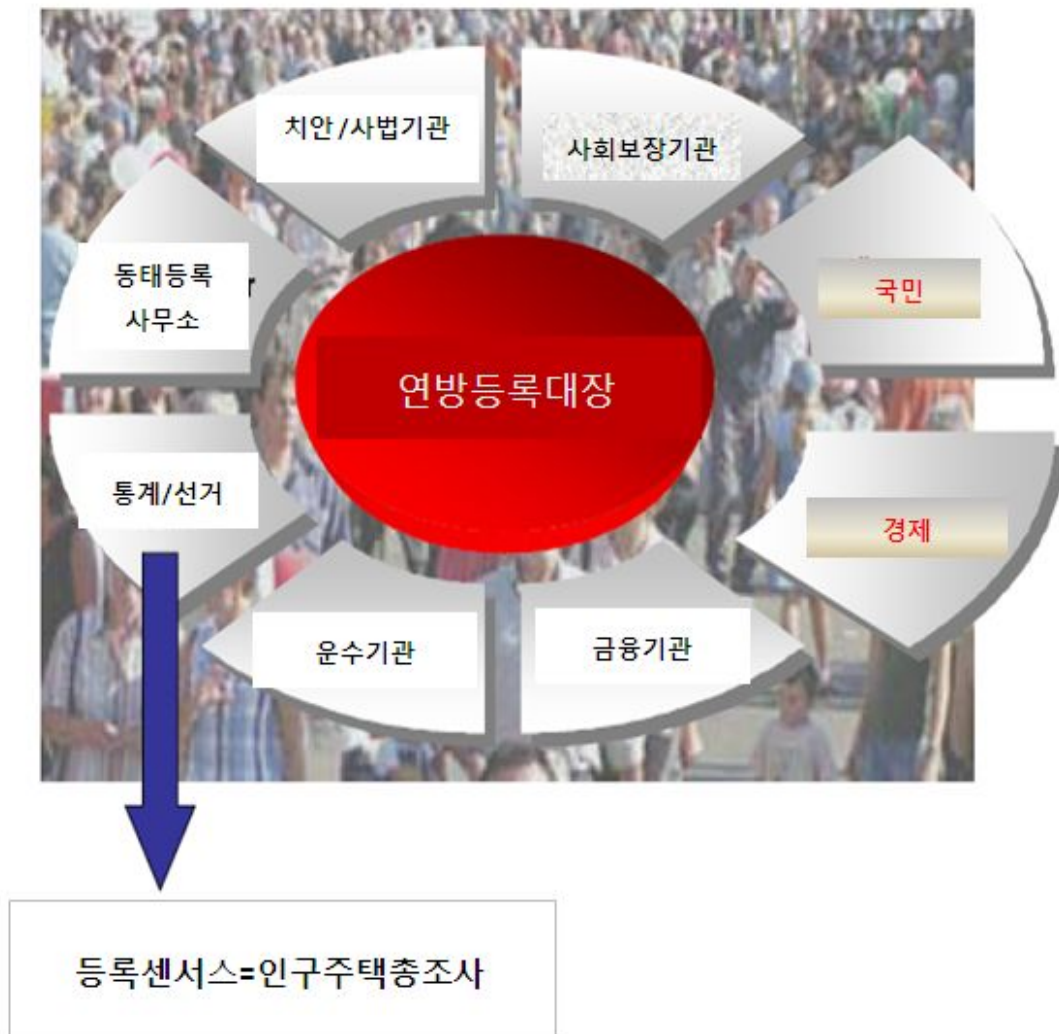 치안/사법기관
사회보장기관
동태등록
사무소
국민
연방등록대장
통계/선거
경제
운수기관
금융기관
등록센서스=인구주택총조사